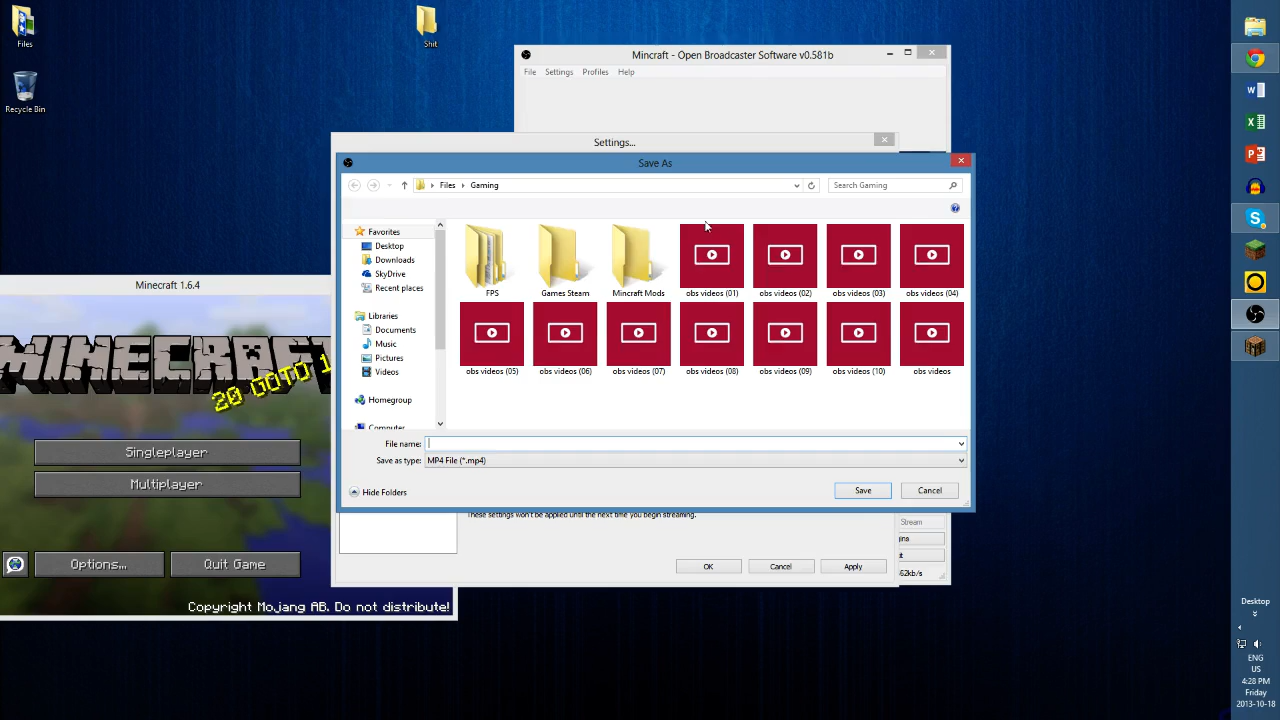 Files
Recycle Bin
Shit
Mincraft - Open Broadcaster Software v0.581b
File Settings Profiles Help
Settings...
Save As
Files Gaming
Search Gaming
Favorites
Desktop
Downloads
SkyDrive
Recent places
Libraries
Documents
Music
Pictures
Videos
Homegroup
Computer
FPS Games Steam Mincraft Mods obs videos (01) obs videos (02) obs videos (03) obs videos (04)
obs videos (05) obs videos (06) obs videos (07) obs videos (08) obs videos (09) obs videos (10) obs videos
File name:
Save as type: MP4 File (*.mp4)
Hide Folders
Save Cancel
These settings won't be applied until the next time you begin streaming.
OK Cancel Apply
Stream
62kb/s
Minecraft 1.6.4
MINECRAFT
20 GOTO 1
Singleplayer
Multiplayer
Options... Quit Game
Copyright Mojang AB. Do not distribute!
Desktop
ENG
US
4:28 PM
Friday
2013-10-18